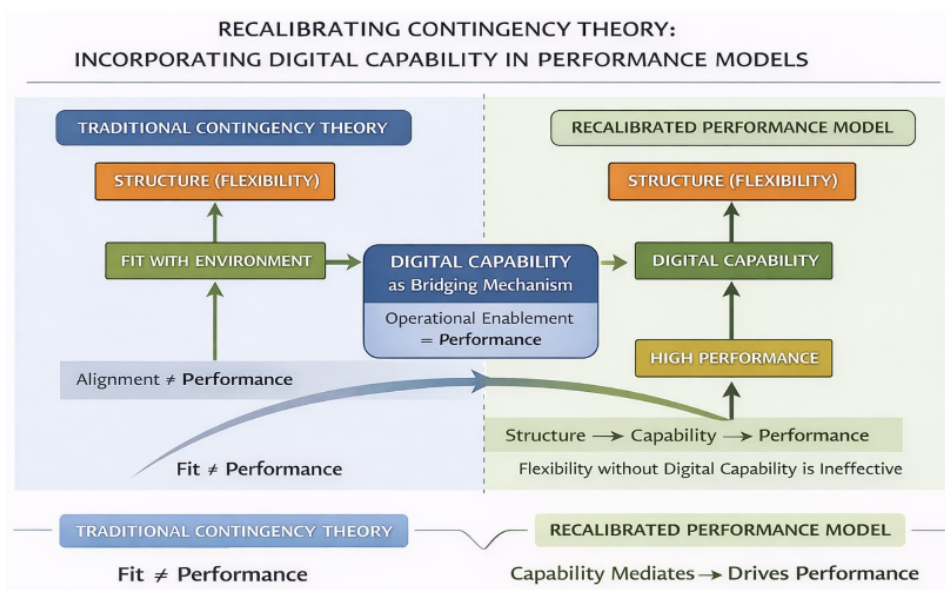 RECALIBRATING CONTINGENCY THEORY:
INCORPORATING DIGITAL CAPABILITY IN PERFORMANCE MODELS
TRADITIONAL CONTINGENCY THEORY
STRUCTURE (FLEXIBILITY)
FIT WITH ENVIRONMENT
Alignment ≠ Performance
Fit ≠ Performance
DIGITAL CAPABILITY
as Bridging Mechanism
Operational Enablement
= Performance
RECALIBRATED PERFORMANCE MODEL
STRUCTURE (FLEXIBILITY)
DIGITAL CAPABILITY
HIGH PERFORMANCE
Structure → Capability → Performance
Flexibility without Digital Capability is Ineffective
TRADITIONAL CONTINGENCY THEORY
Fit ≠ Performance
RECALIBRATED PERFORMANCE MODEL
Capability Mediates → Drives Performance